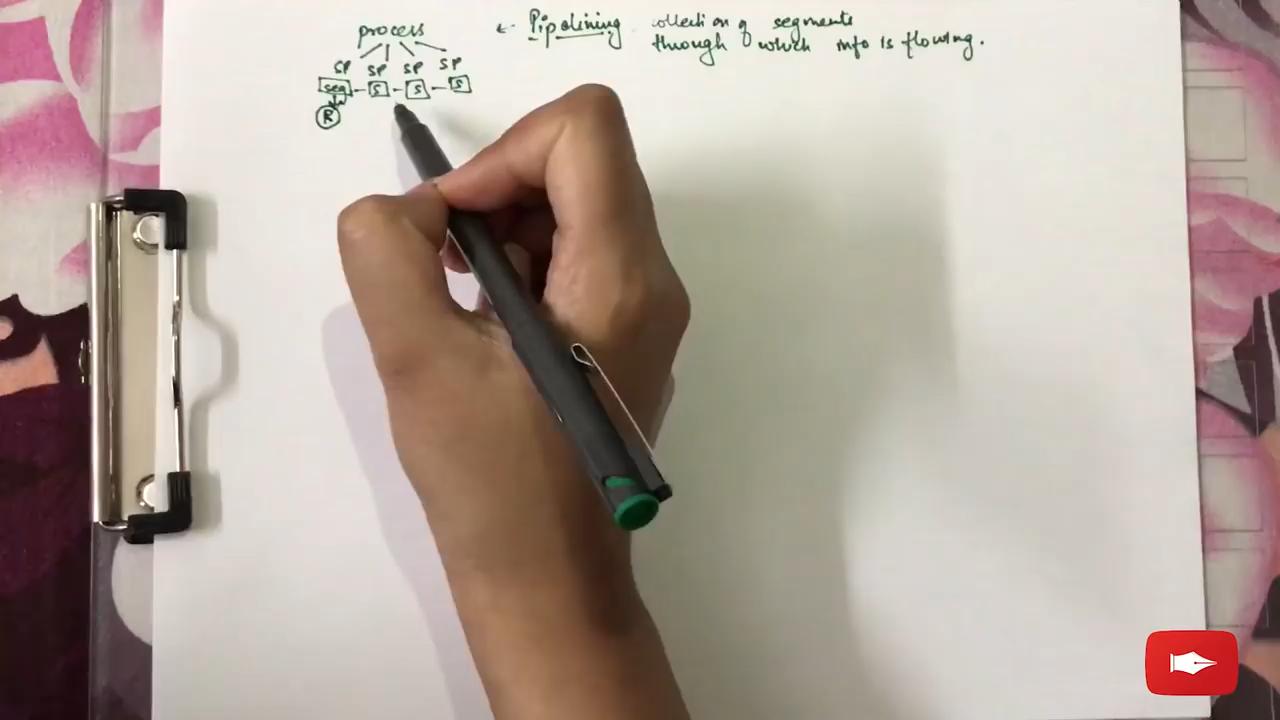 process
← Pipelining - collection of segments
through which info is flowing.
SP SP SP SP
seg - S - S - S
R